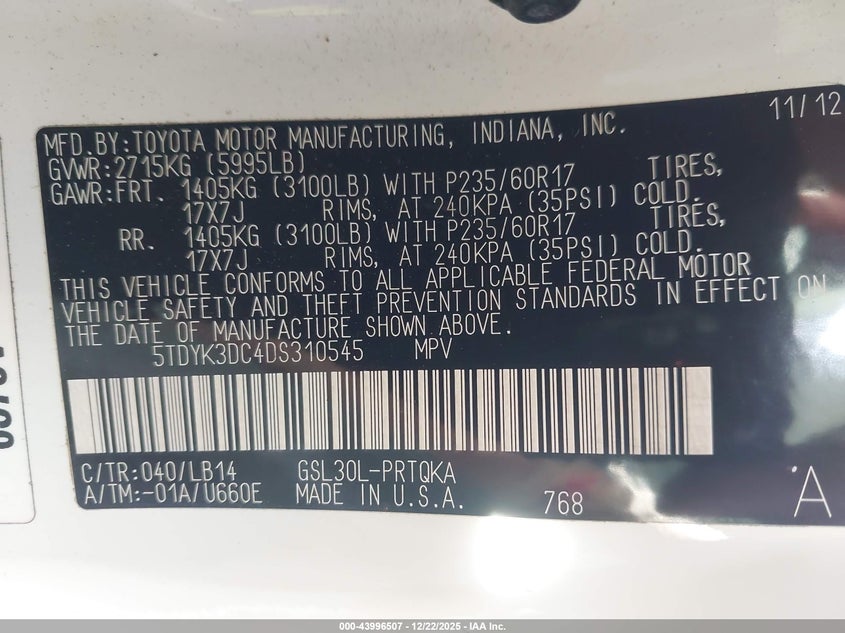 11/12
MFD.BY:TOYOTA MOTOR MANUFACTURING, INDIANA, INC.
GVWR:2715KG (5995LB)
GAWR:FRT. 1405KG (3100LB) WITH P235/60R17 TIRES,
17X7J RIMS, AT 240KPA (35PSI) COLD.
RR. 1405KG (3100LB) WITH P235/60R17 TIRES,
17X7J RIMS, AT 240KPA (35PSI) COLD.
THIS VEHICLE CONFORMS TO ALL APPLICABLE FEDERAL MOTOR
VEHICLE SAFETY AND THEFT PREVENTION STANDARDS IN EFFECT ON
THE DATE OF MANUFACTURE SHOWN ABOVE.
5TDYK3DC4DS310545 MPV
C/TR:040/LB14 GSL30L-PRTQKA
A/TM:-01A/U660E MADE IN U.S.A. 768
A
000-43996507 - 12/22/2025 - IAA Inc.